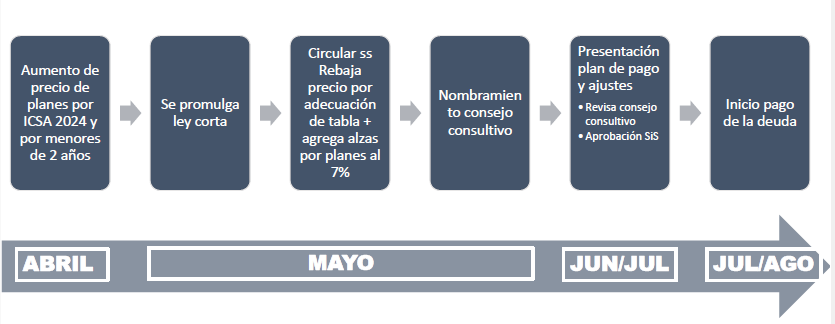 Aumento de
precio de
planes por
ICSA 2024 y
por menores
de 2 años
Se promulga
ley corta
Circular ss
Rebaja
precio por
adecuación
de tabla +
agrega alzas
por planes al
7%
Nombramien
to consejo
consultivo
Presentación
plan de pago
y ajustes
• Revisa consejo
consultivo
• Aprobación SiS
Inicio pago
de la deuda
ABRIL
MAYO
JUN/JUL
JUL/AGO